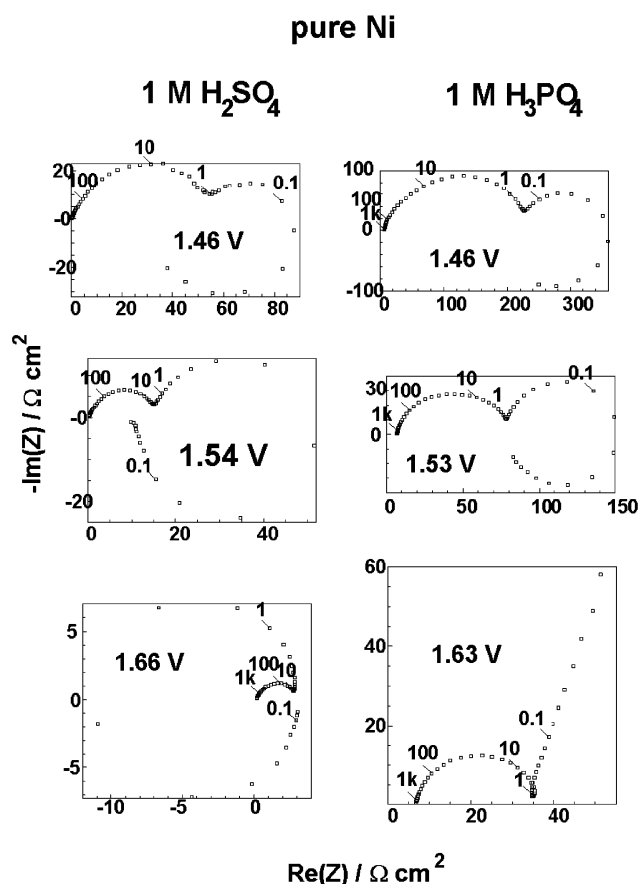 pure Ni
1 M H₂SO₄
1 M H₃PO₄
20
-0
-20
100
10
1
0.1
1.46 V
0 20 40 60 80
100
100
0
-100
1k
10
1
0.1
1.46 V
0 100 200 300
-0
-20
100
10
1
0.1
1.54 V
0 20 40
30
0
1k
100
10
1
0.1
1.53 V
0 50 100 150
5
0
-5
1.66 V
1
100
10
1k
0.1
-10 -5 0
60
40
20
1.63 V
0.1
100
10
1k
1
0 20 40
-Im(Z) / Ω cm²
Re(Z) / Ω cm²